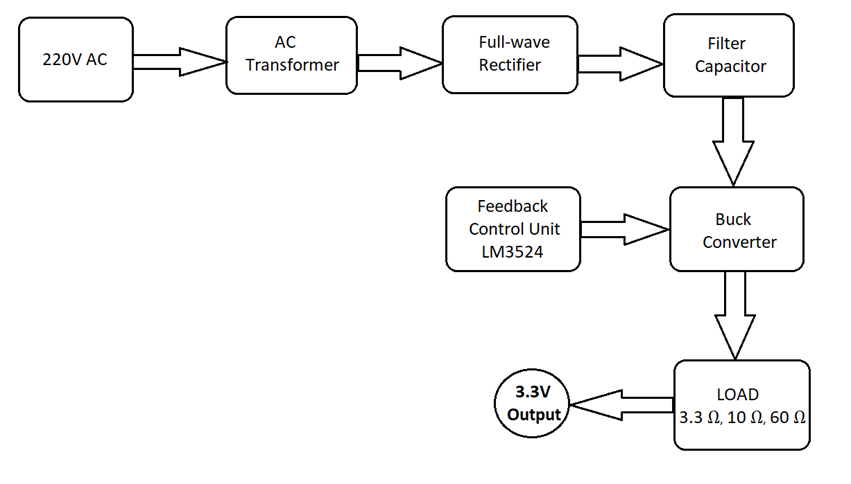 220V AC
AC
Transformer
Full-wave
Rectifier
Filter
Capacitor
Feedback
Control Unit
LM3524
Buck
Converter
3.3V
Output
LOAD
3.3 Ω, 10 Ω, 60 Ω